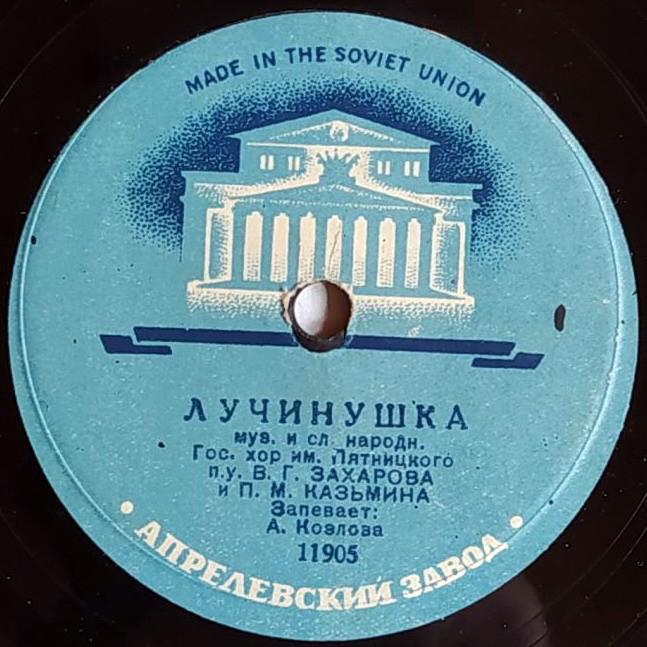 MADE IN THE SOVIET UNION
ЛУЧИНУШКА
муз. и сл. народн.
Гос. хор им. Пятницкого
п.у. В. Г. ЗАХАРОВА
и П. М. КАЗЬМИНА
Запевает:
А. Козлова
11905
• АПРЕЛЕВСКИЙ ЗАВОД •